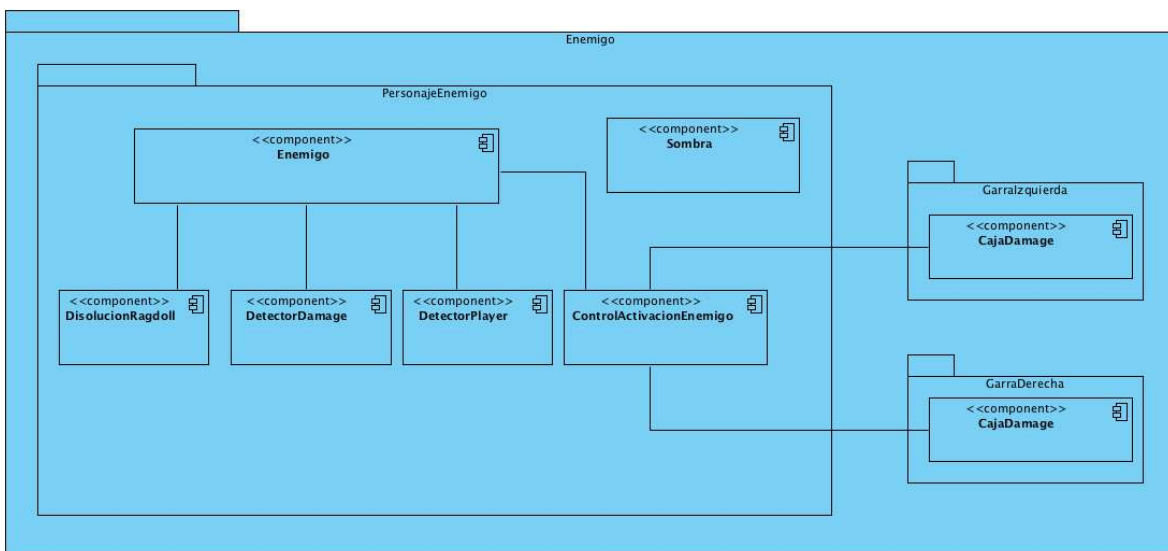 Enemigo
PersonajeEnemigo
<<component>>
Enemigo
<<component>>
Sombra
<<component>>
DisolucionRagdoll
<<component>>
DetectorDamage
<<component>>
DetectorPlayer
<<component>>
ControlActivacionEnemigo
GarraIzquierda
<<component>>
CajaDamage
GarraDerecha
<<component>>
CajaDamage